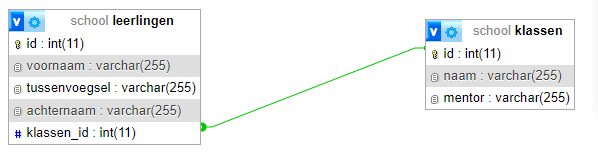 v school leerlingen
id : int(11)
voornaam : varchar(255)
tussenvoegsel : varchar(255)
achternaam : varchar(255)
# klassen_id : int(11)
v school klassen
id : int(11)
naam : varchar(255)
mentor : varchar(255)